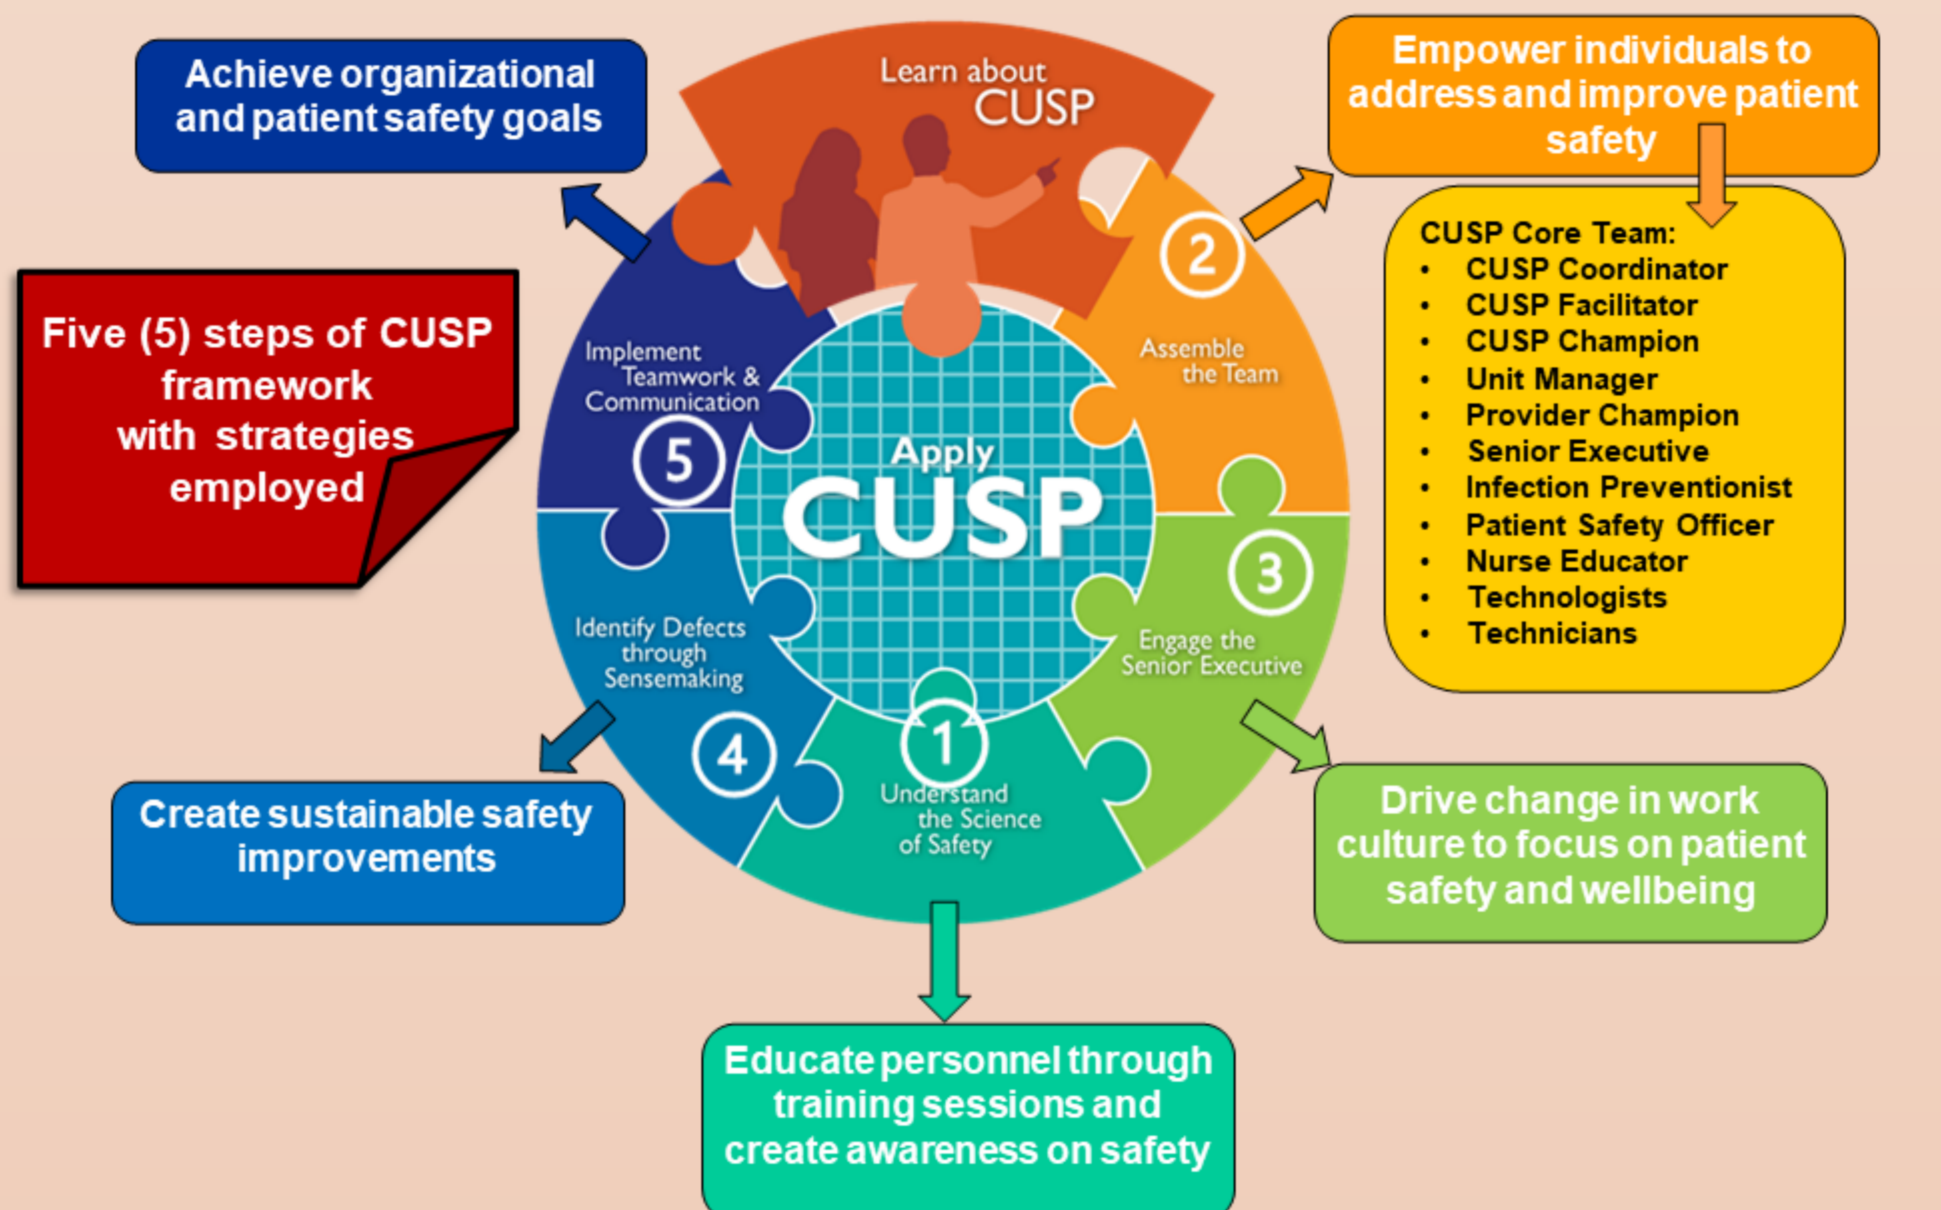 Achieve organizational
and patient safety goals
Learn about
CUSP
Empower individuals to
address and improve patient
safety
CUSP Core Team:
• CUSP Coordinator
• CUSP Facilitator
• CUSP Champion
• Unit Manager
• Provider Champion
• Senior Executive
• Infection Preventionist
• Patient Safety Officer
• Nurse Educator
• Technologists
• Technicians
Five (5) steps of CUSP
framework
with strategies
employed
Implement
Teamwork &
Communication
5
2
Assemble
the Team
Apply
CUSP
3
Engage the
Senior Executive
Identify Defects
through
Sensemaking
4
1
Understand
the Science
of Safety
Create sustainable safety
improvements
Drive change in work
culture to focus on patient
safety and wellbeing
Educate personnel through
training sessions and
create awareness on safety